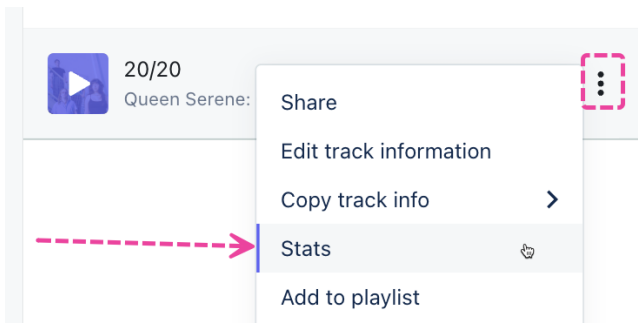 20/20
Queen Serene:
Share
Edit track information
Copy track info
Stats
Add to playlist